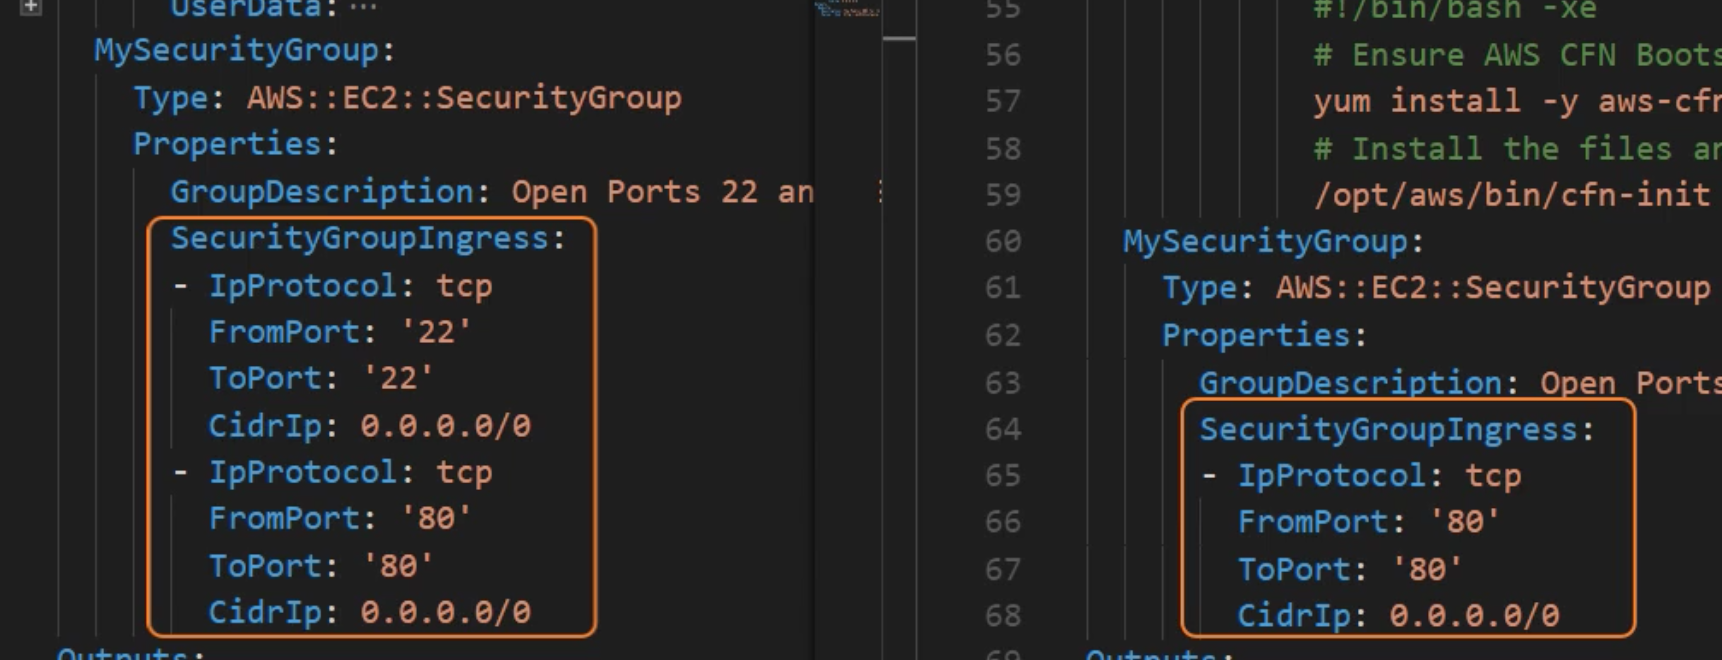 UserData: ...
MySecurityGroup:
Type: AWS::EC2::SecurityGroup
Properties:
GroupDescription: Open Ports 22 an
SecurityGroupIngress:
- IpProtocol: tcp
FromPort: '22'
ToPort: '22'
CidrIp: 0.0.0.0/0
- IpProtocol: tcp
FromPort: '80'
ToPort: '80'
CidrIp: 0.0.0.0/0
Outputs:
55 #!/bin/bash -xe
56 # Ensure AWS CFN Boots
57 yum install -y aws-cfn
58 # Install the files an
59 /opt/aws/bin/cfn-init
60 MySecurityGroup:
61 Type: AWS::EC2::SecurityGroup
62 Properties:
63 GroupDescription: Open Ports
64 SecurityGroupIngress:
65 - IpProtocol: tcp
66 FromPort: '80'
67 ToPort: '80'
68 CidrIp: 0.0.0.0/0
69 Outputs: